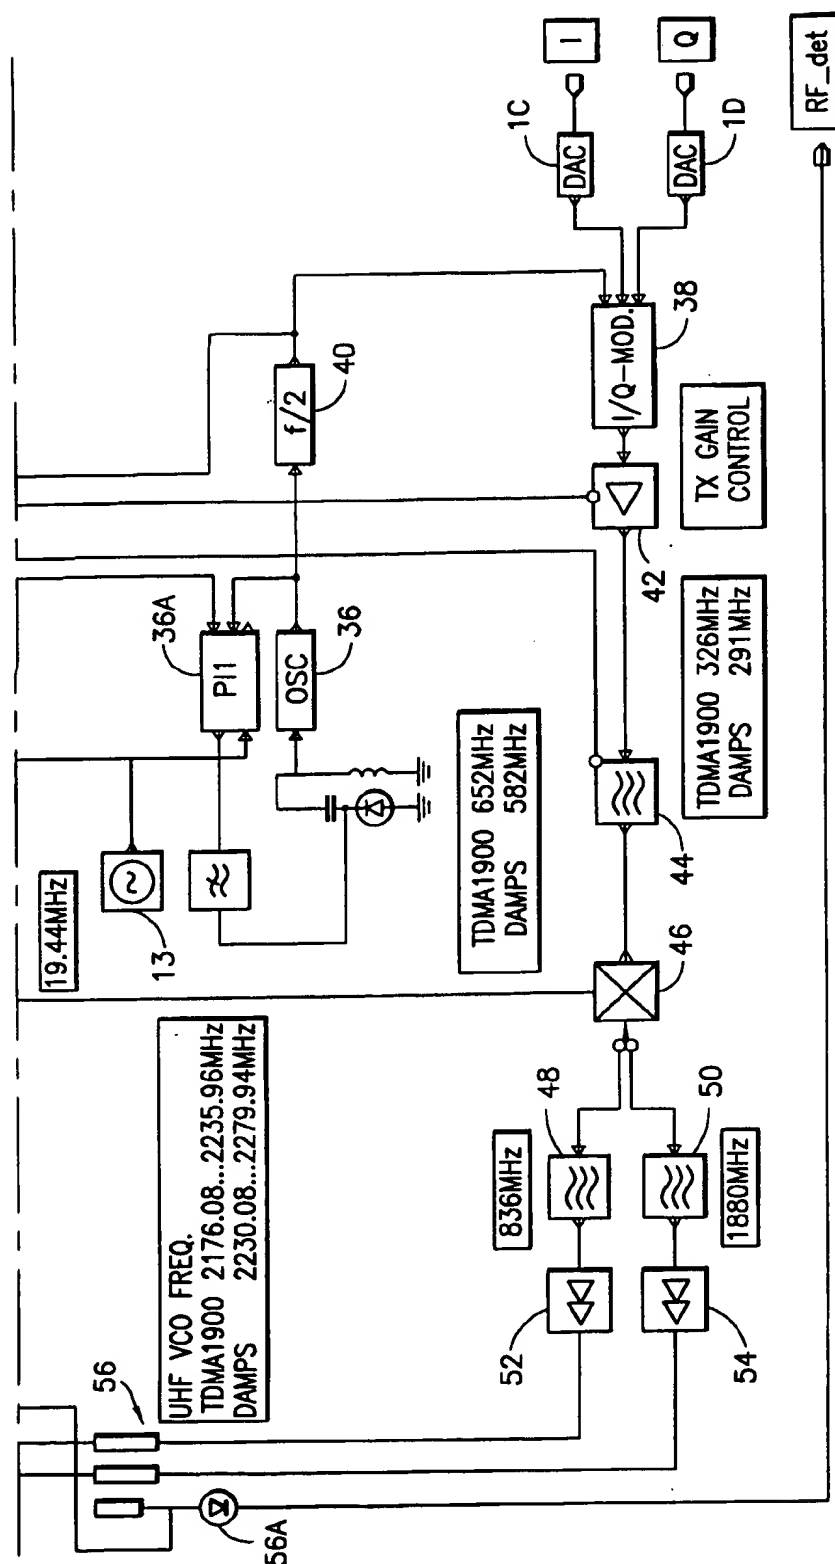 19.44MHz
13
PI1
36A
OSC
36
f/2
40
UHF VCO FREQ.
TDMA1900 2176.08...2235.96MHz
DAMPS 2230.08...2279.94MHz
TDMA1900 652MHz
DAMPS 582MHz
56
56A
836MHz
48
52
1880MHz
50
54
46
44
42
TDMA1900 326MHz
DAMPS 291MHz
TX GAIN
CONTROL
I/Q-MOD.
38
DAC
1C
I
DAC
1D
Q
RF_det